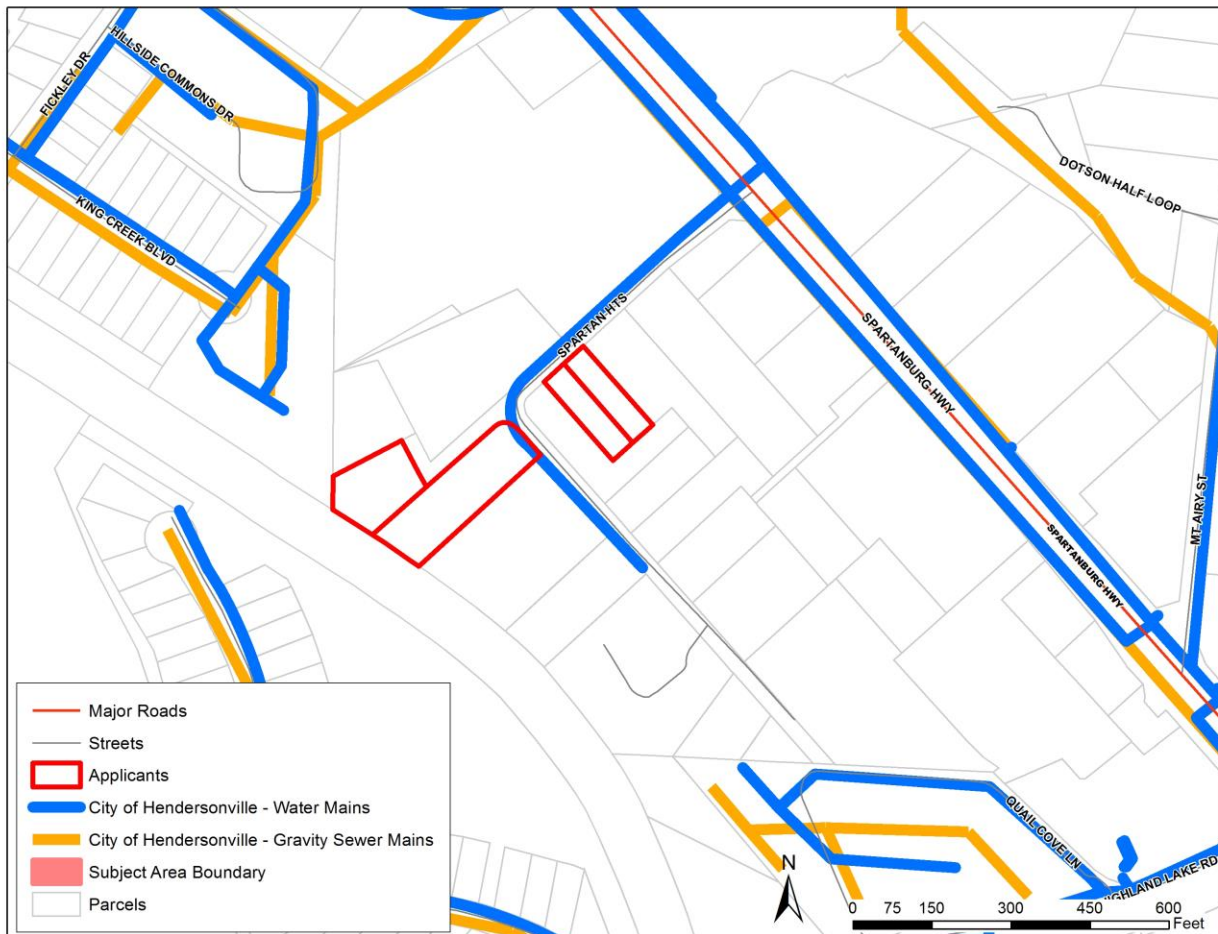 HILLSIDE COMMONS DR
FICKLEY DR
KING CREEK BLVD
DOTSON HALF LOOP
SPARTAN HTS
SPARTANBURG HWY
SPARTANBURG HWY
MT AIRY ST
QUAIL COVE LN
HIGHLAND LAKE RD
Major Roads
Streets
Applicants
City of Hendersonville - Water Mains
City of Hendersonville - Gravity Sewer Mains
Subject Area Boundary
Parcels
N
0 75 150 300 450 600
Feet